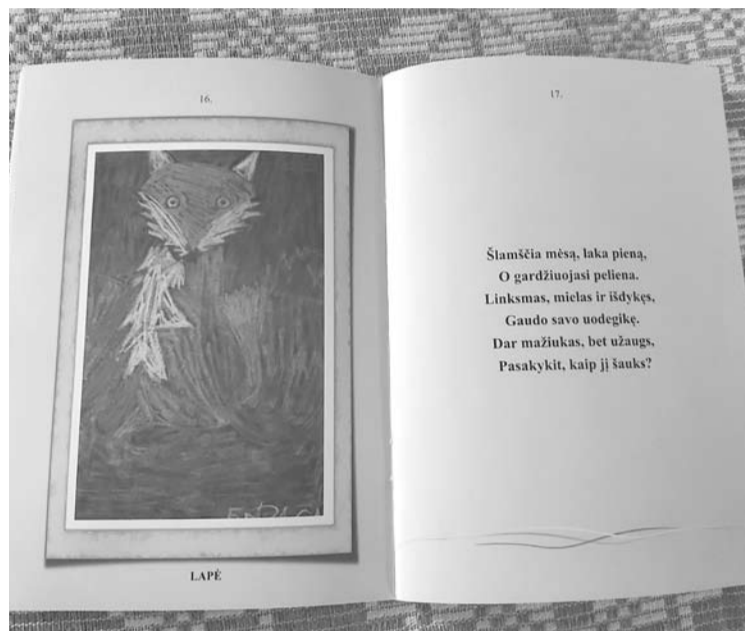 16.
LAPĖ
17.
Šlamščia mėsą, laka pieną,
O gardžiuojasi peliena.
Linksmas, mielas ir išdykęs,
Gaudo savo uodegikę.
Dar mažiukas, bet užaugs,
Pasakykit, kaip jį šauks?